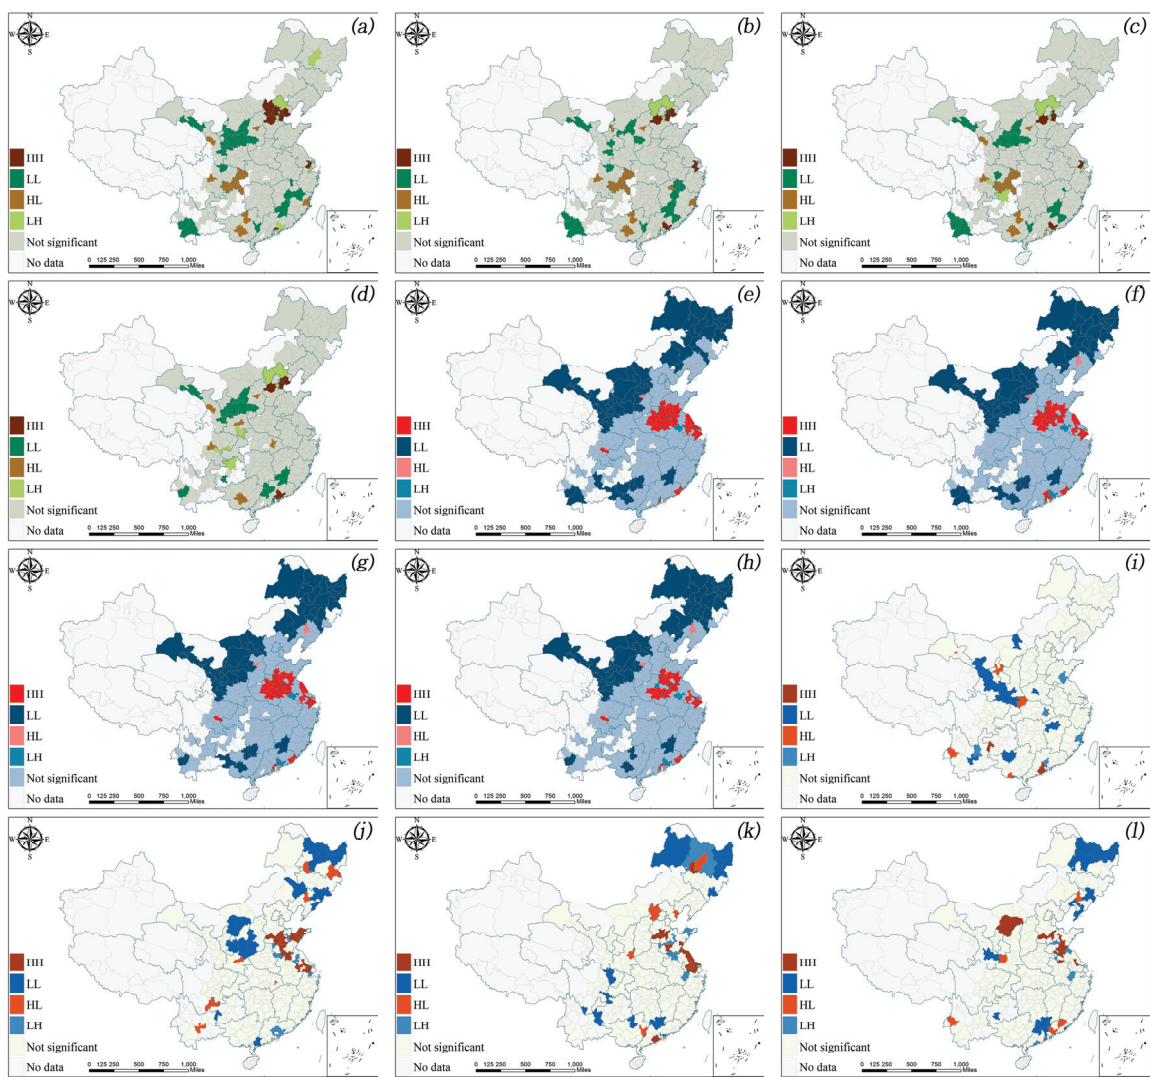 N
W E
S
(a)
HH
LL
HL
LH
Not significant
No data
0 125 250 500 750 1,000
Miles
N
W E
S
(b)
HH
LL
HL
LH
Not significant
No data
0 125 250 500 750 1,000
Miles
N
W E
S
(c)
HH
LL
HL
LH
Not significant
No data
0 125 250 500 750 1,000
Miles
N
W E
S
(d)
HH
LL
HL
LH
Not significant
No data
0 125 250 500 750 1,000
Miles
N
W E
S
(e)
HH
LL
HL
LH
Not significant
No data
0 125 250 500 750 1,000
Miles
N
W E
S
(f)
HH
LL
HL
LH
Not significant
No data
0 125 250 500 750 1,000
Miles
N
W E
S
(g)
HH
LL
HL
LH
Not significant
No data
0 125 250 500 750 1,000
Miles
N
W E
S
(h)
HH
LL
HL
LH
Not significant
No data
0 125 250 500 750 1,000
Miles
N
W E
S
(i)
HH
LL
HL
LH
Not significant
No data
0 125 250 500 750 1,000
Miles
N
W E
S
(j)
HH
LL
HL
LH
Not significant
No data
0 125 250 500 750 1,000
Miles
N
W E
S
(k)
HH
LL
HL
LH
Not significant
No data
0 125 250 500 750 1,000
Miles
N
W E
S
(l)
HH
LL
HL
LH
Not significant
No data
0 125 250 500 750 1,000
Miles